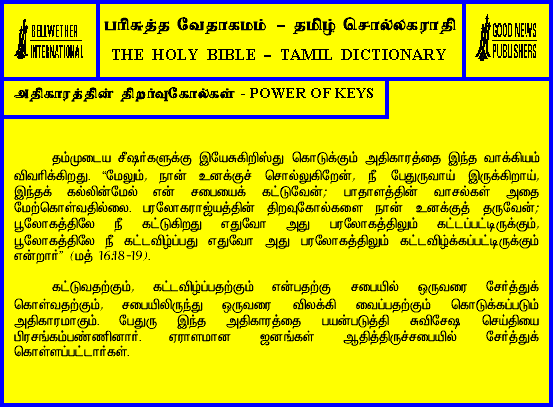 BELLWETHER
INTERNATIONAL
பரிசுத்த வேதாகமம் – தமிழ் சொல்லகராதி
THE HOLY BIBLE – TAMIL DICTIONARY
GOOD NEWS
PUBLISHERS
அதிகாரத்தின் திறர்வுகோல்கள் - POWER OF KEYS
தம்முடைய சீஷர்களுக்கு இயேசுகிறிஸ்து கொடுக்கும் அதிகாரத்தை இந்த வாக்கியம்
விவரிக்கிறது. “மேலும், நான் உனக்குச் சொல்லுகிறேன், நீ பேதுருவாய் இருக்கிறாய்,
இந்தக் கல்லின்மேல் என் சபையைக் கட்டுவேன்; பாதாளத்தின் வாசல்கள் அதை
மேற்கொள்வதில்லை. பரலோகராஜ்யத்தின் திறவுகோல்களை நான் உனக்குத் தருவேன்;
பூலோகத்திலே நீ கட்டுகிறது எதுவோ அது பரலோகத்திலும் கட்டப்பட்டிருக்கும்,
பூலோகத்திலே நீ கட்டவிழ்ப்பது எதுவோ அது பரலோகத்திலும் கட்டவிழ்க்கப்பட்டிருக்கும்
என்றார்” (மத் 16:18-19).
கட்டுவதற்கும், கட்டவிழ்ப்பதற்கும் என்பதற்கு சபையில் ஒருவரை சேர்த்துக்
கொள்வதற்கும், சபையிலிருந்து ஒருவரை விலக்கி வைப்பதற்கும் கொடுக்கப்படும்
அதிகாரமாகும். பேதுரு இந்த அதிகாரத்தை பயன்படுத்தி சுவிசேஷ செய்தியை
பிரசங்கம்பண்ணினார். ஏராளமான ஜனங்கள் ஆதித்திருச்சபையில் சேர்த்துக்
கொள்ளப்பட்டார்கள்.